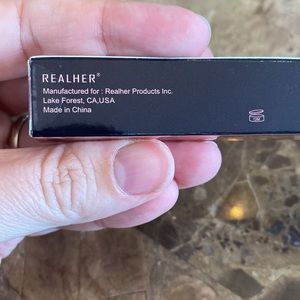 REALHER®
Manufactured for : Realher Products Inc.
Lake Forest, CA,USA
Made in China